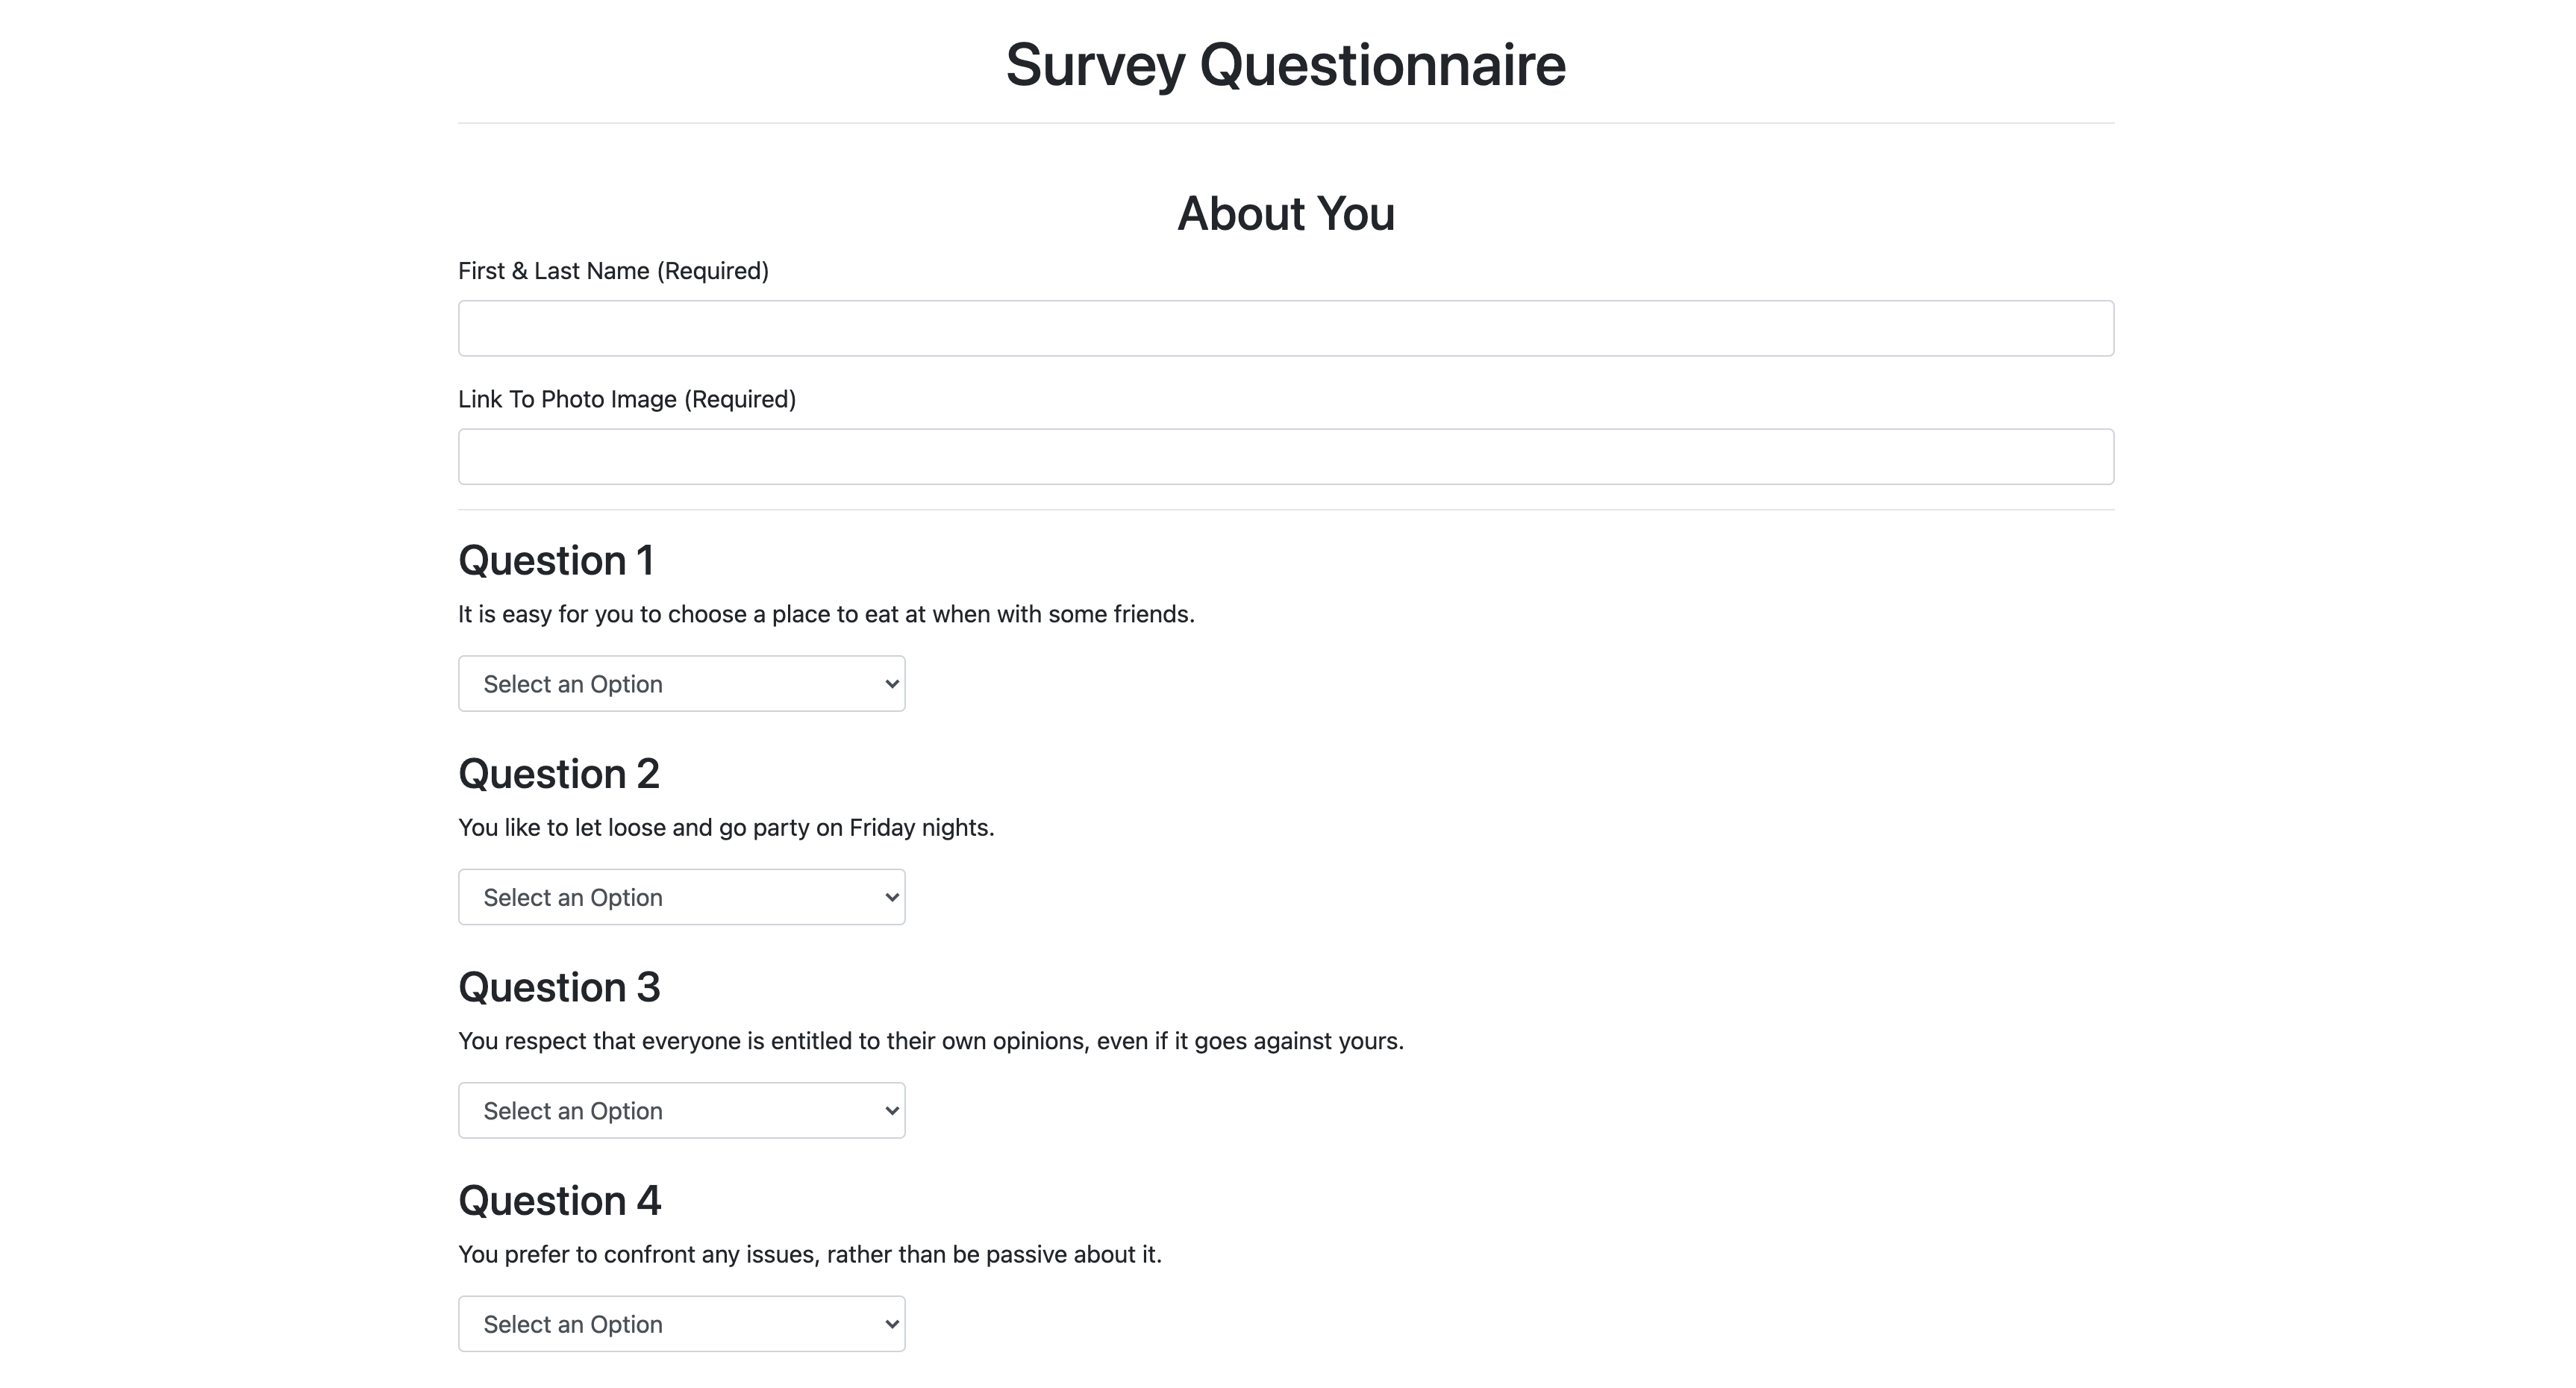 Survey Questionnaire
About You
First & Last Name (Required)
Link To Photo Image (Required)
Question 1
It is easy for you to choose a place to eat at when with some friends.
Select an Option
Question 2
You like to let loose and go party on Friday nights.
Select an Option
Question 3
You respect that everyone is entitled to their own opinions, even if it goes against yours.
Select an Option
Question 4
You prefer to confront any issues, rather than be passive about it.
Select an Option